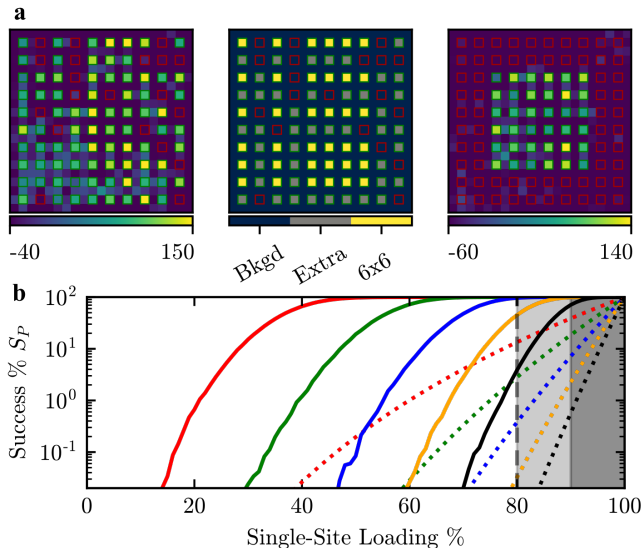 a
-40 150
Bkgd Extra 6x6
-60 140
b
Success % S_P
10^2
10^1
10^0
10^-1
0 20 40 60 80 100
Single-Site Loading %